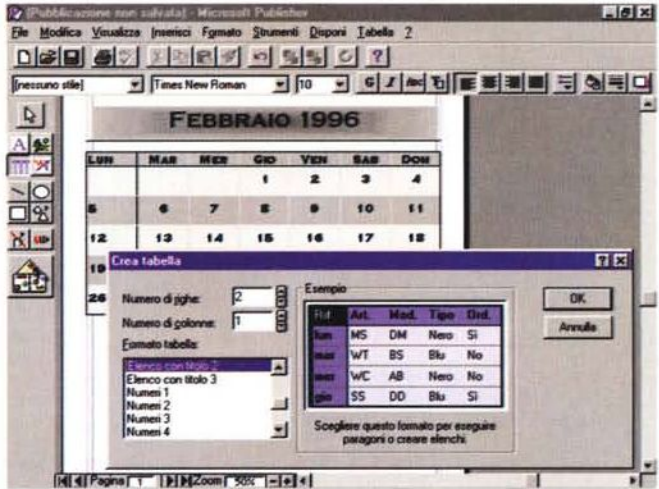 [Pubblicazione non salvata] - Microsoft Publisher
File Modifica Visualizza Inserisci Formato Strumenti Disponi Tabella ?
[nessuno stile] Times New Roman 10 G I
FEBBRAIO 1996
LUN MAR MER GIO VEN SAB DOM
1 2 3 4
5 6 7 8 9 10 11
12 13 14 15 16 17 18
19
26
Crea tabella
Numero di righe: 2
Numero di colonne: 1
Formato tabella:
Elenco con titolo 2
Elenco con titolo 3
Numeri 1
Numeri 2
Numeri 3
Numeri 4
Esempio
Art. Mod. Tipo Ord.
lun MS DM Nero Sì
mar WT BS Blu No
mer WC AB Nero No
gio SS DD Blu Sì
Scegliere questo formato per eseguire
paragoni o creare elenchi.
OK
Annulla
Pagina 1 Zoom 50%